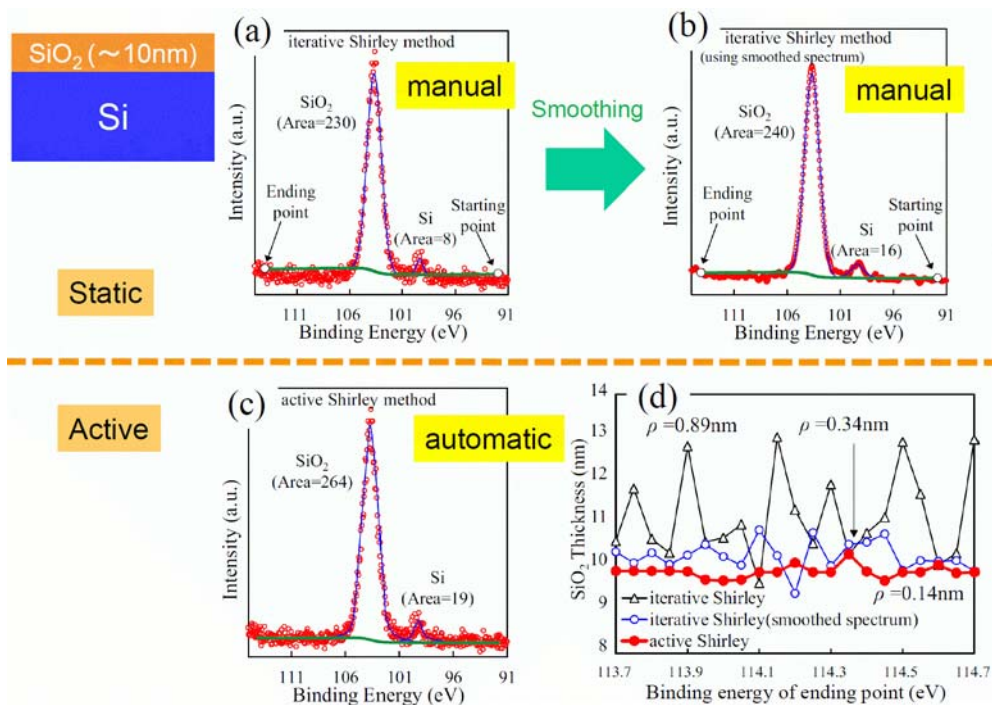 SiO2 (~10nm)
Si
Static
Active
(a)
iterative Shirley method
manual
SiO2
(Area=230)
Ending
point
Si
(Area=8)
Starting
point
Intensity (a.u.)
111 106 101 96 91
Binding Energy (eV)
Smoothing
(b)
iterative Shirley method
(using smoothed spectrum)
manual
SiO2
(Area=240)
Ending
point
Si
(Area=16)
Starting
point
Intensity (a.u.)
111 106 101 96 91
Binding Energy (eV)
(c)
active Shirley method
automatic
SiO2
(Area=264)
Si
(Area=19)
Intensity (a.u.)
111 106 101 96 91
Binding Energy (eV)
(d)
ρ=0.89nm
ρ=0.34nm
ρ=0.14nm
14
13
12
11
10
9
8
SiO2 Thickness (nm)
iterative Shirley
iterative Shirley(smoothed spectrum)
active Shirley
113.7 113.9 114.1 114.3 114.5 114.7
Binding energy of ending point (eV)